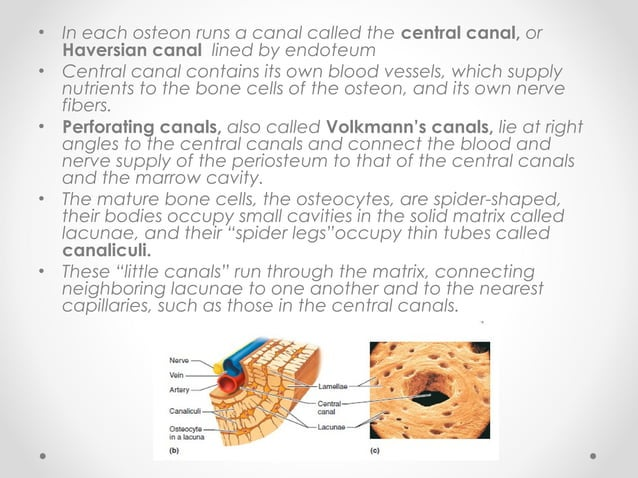 • In each osteon runs a canal called the central canal, or
Haversian canal lined by endoteum
• Central canal contains its own blood vessels, which supply
nutrients to the bone cells of the osteon, and its own nerve
fibers.
• Perforating canals, also called Volkmann's canals, lie at right
angles to the central canals and connect the blood and
nerve supply of the periosteum to that of the central canals
and the marrow cavity.
• The mature bone cells, the osteocytes, are spider-shaped,
their bodies occupy small cavities in the solid matrix called
lacunae, and their “spider legs”occupy thin tubes called
canaliculi.
• These “little canals” run through the matrix, connecting
neighboring lacunae to one another and to the nearest
capillaries, such as those in the central canals.
Nerve
Vein
Artery
Canaliculi
Osteocyte
in a lacuna
(b)
Lamellae
Central
canal
Lacunae
(c)